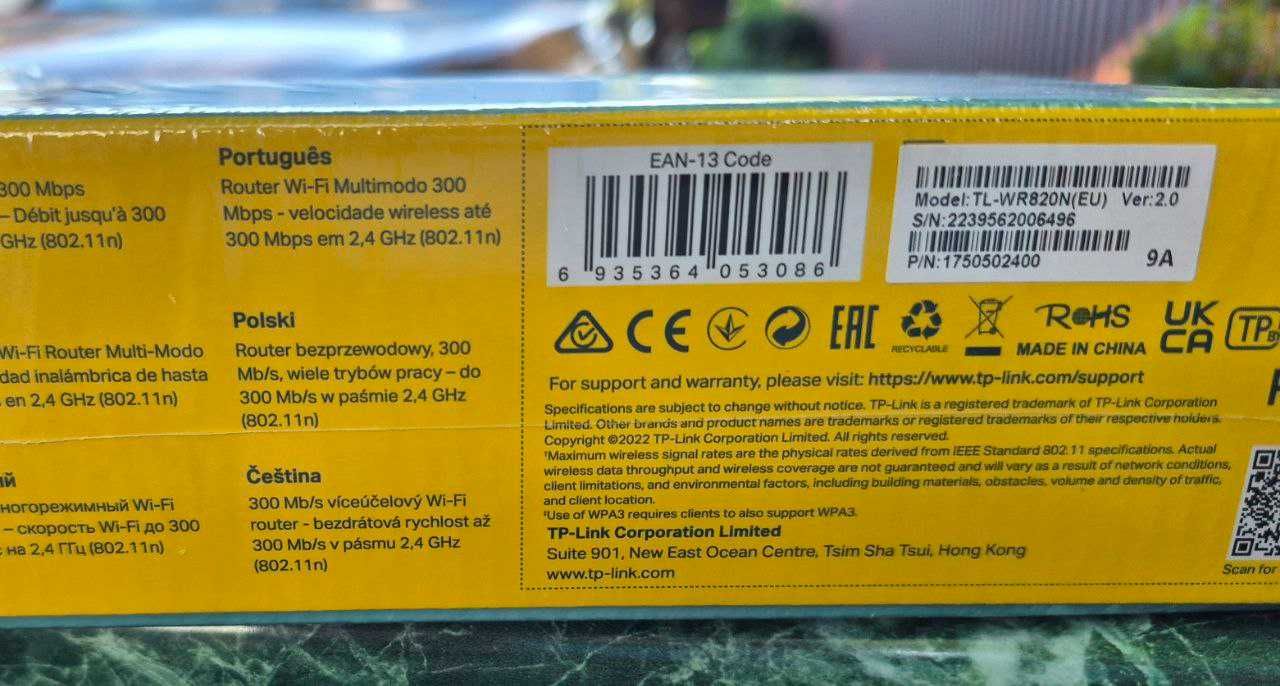 300 Mbps
– Débit jusqu'à 300
GHz (802.11n)
Wi-Fi Router Multi-Modo
dad inalámbrica de hasta
en 2,4 GHz (802.11n)
ногорежимный Wi-Fi
– скорость Wi-Fi до 300
на 2,4 ГГц (802.11n)
Português
Router Wi-Fi Multimodo 300
Mbps - velocidade wireless até
300 Mbps em 2,4 GHz (802.11n)
Polski
Router bezprzewodowy, 300
Mb/s, wiele trybów pracy – do
300 Mb/s w paśmie 2,4 GHz
(802.11n)
Čeština
300 Mb/s víceúčelový Wi-Fi
router - bezdrátová rychlost až
300 Mb/s v pásmu 2,4 GHz
(802.11n)
EAN-13 Code
6 935364 053086
Model: TL-WR820N(EU) Ver:2.0
S/N: 2239562006496
P/N: 1750502400 9A
CE EAC RECYCLABLE RoHS UK CA TP
MADE IN CHINA
For support and warranty, please visit: https://www.tp-link.com/support
Specifications are subject to change without notice. TP-Link is a registered trademark of TP-Link Corporation
Limited. Other brands and product names are trademarks or registered trademarks of their respective holders.
Copyright ©2022 TP-Link Corporation Limited. All rights reserved.
†Maximum wireless signal rates are the physical rates derived from IEEE Standard 802.11 specifications. Actual
wireless data throughput and wireless coverage are not guaranteed and will vary as a result of network conditions,
client limitations, and environmental factors, including building materials, obstacles, volume and density of traffic,
and client location.
‡Use of WPA3 requires clients to also support WPA3.
TP-Link Corporation Limited
Suite 901, New East Ocean Centre, Tsim Sha Tsui, Hong Kong
www.tp-link.com
Scan for